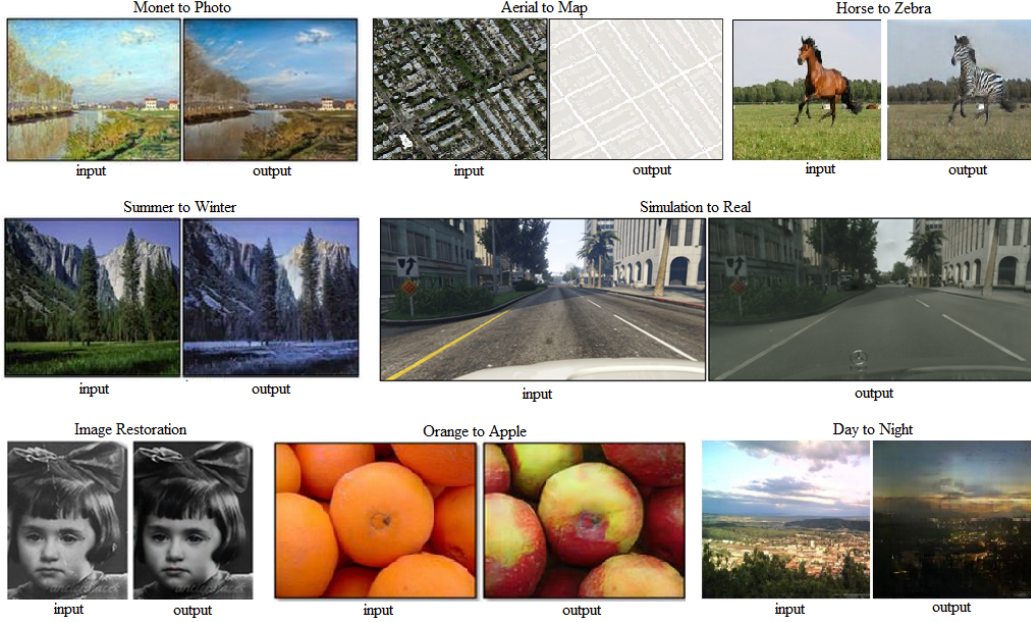 Monet to Photo
Aerial to Map
Horse to Zebra
input
output
input
output
input
output
Summer to Winter
Simulation to Real
input
output
input
output
Image Restoration
Orange to Apple
Day to Night
input
output
input
output
input
output